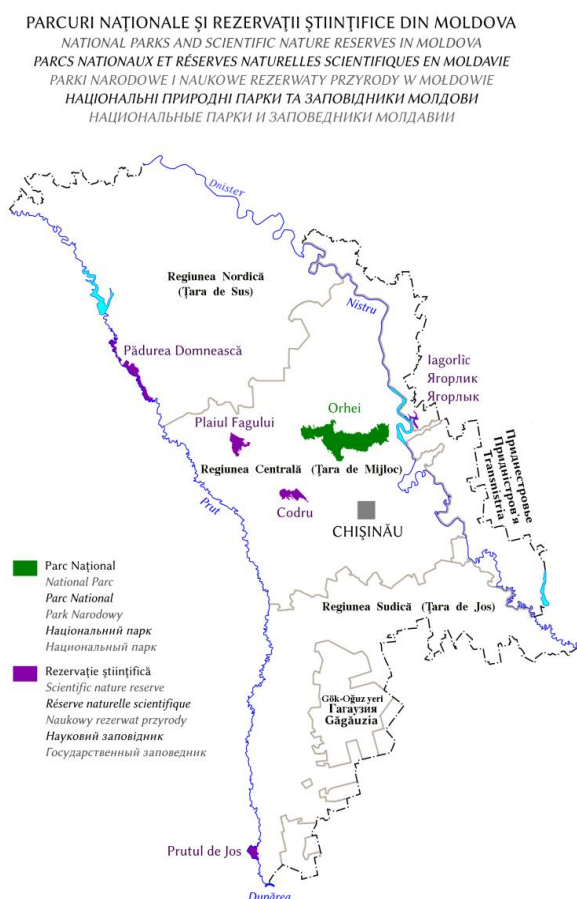 PARCURI NAȚIONALE ȘI REZERVAȚII ȘTIINȚIFICE DIN MOLDOVA
NATIONAL PARKS AND SCIENTIFIC NATURE RESERVES IN MOLDOVA
PARCS NATIONAUX ET RÉSERVES NATURELLES SCIENTIFIQUES EN MOLDAVIE
PARKI NARODOWE I NAUKOWE REZERWATY PRZYRODY W MOŁDOWIE
НАЦІОНАЛЬНІ ПРИРОДНІ ПАРКИ ТА ЗАПОВІДНИКИ МОЛДОВИ
НАЦИОНАЛЬНЫЕ ПАРКИ И ЗАПОВЕДНИКИ МОЛДАВИИ
Dnister
Regiunea Nordică
(Țara de Sus)
Nistru
Pădurea Domnească
Iagorlic
Ягорлик
Ягорлык
Orhei
Plaiul Fagului
Приднестровье
Придністров'я
Transnistria
Regiunea Centrală (Țara de Mijloc)
Prut
Codru
CHIȘINĂU
Parc Național
National Parc
Parc National
Park Narodowy
Національний парк
Национальный парк
Regiunea Sudică (Țara de Jos)
Rezervație științifică
Scientific nature reserve
Réserve naturelle scientifique
Naukowy rezerwat przyrody
Науковий заповідник
Государственный заповедник
Gök-Oğuz yeri
Гагаузия
Găgăuzia
Prutul de Jos
Dunărea